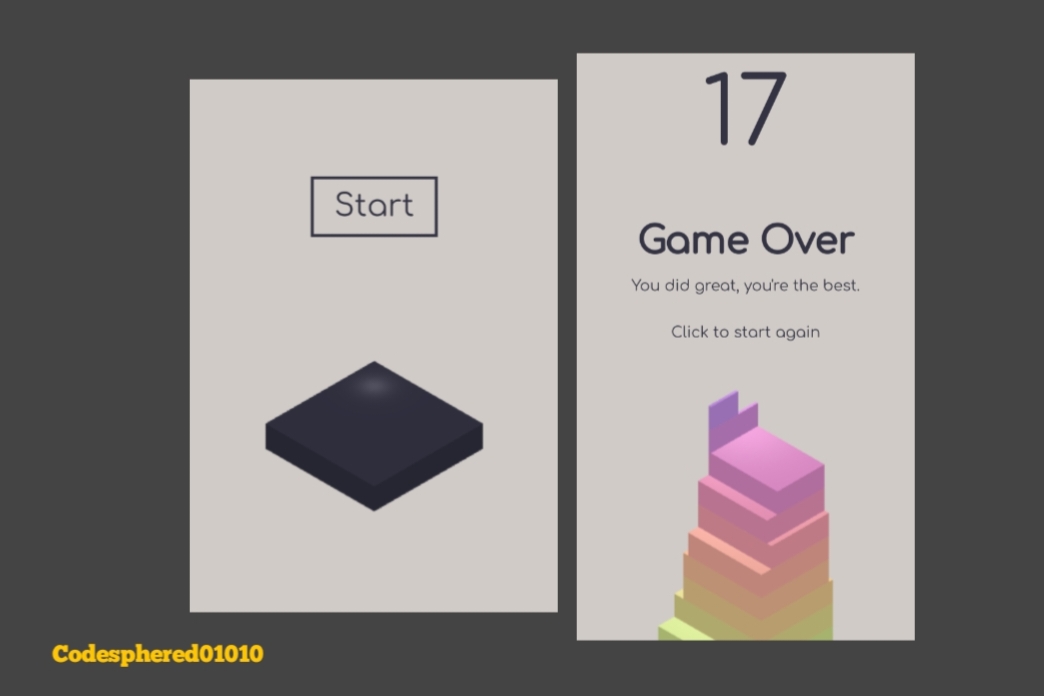 Start
17
Game Over
You did great, you're the best.
Click to start again
Codesphered01010